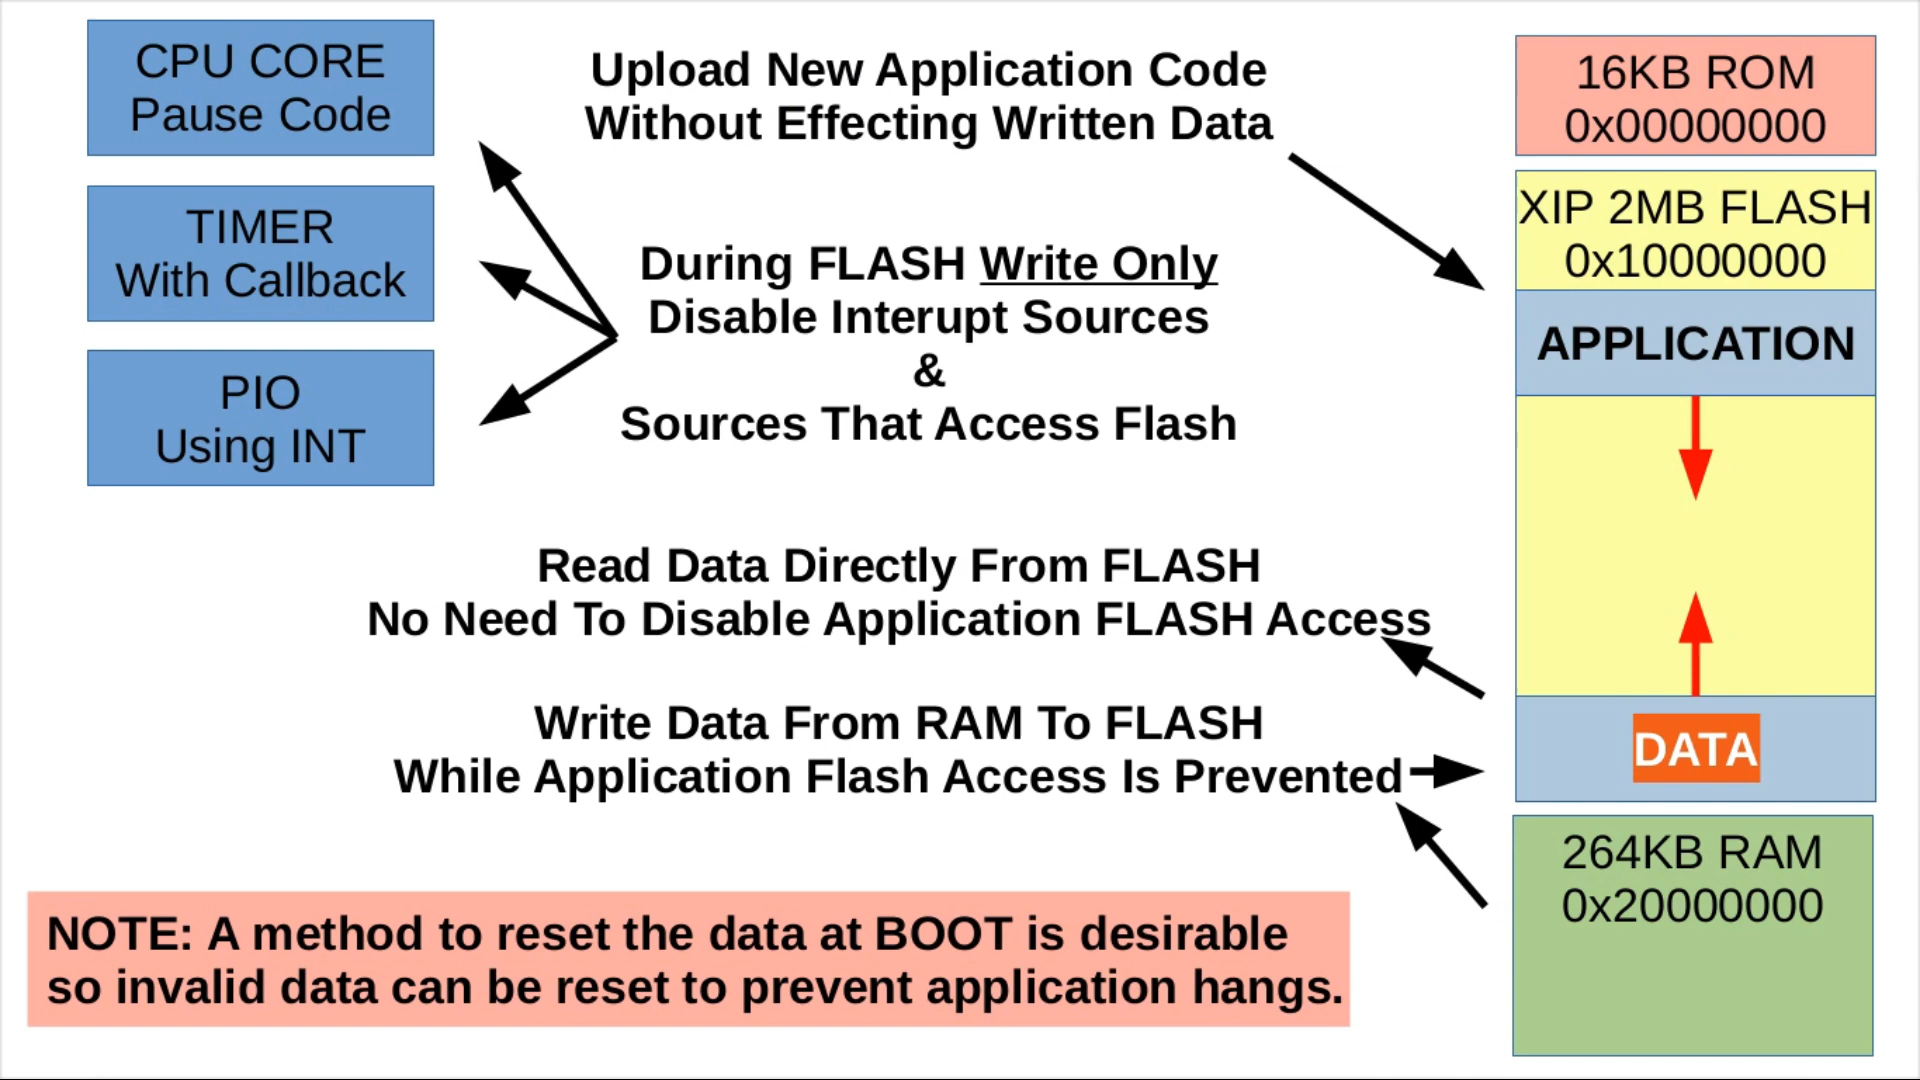 CPU CORE
Pause Code
TIMER
With Callback
PIO
Using INT
Upload New Application Code
Without Effecting Written Data
During FLASH Write Only
Disable Interupt Sources
&
Sources That Access Flash
Read Data Directly From FLASH
No Need To Disable Application FLASH Access
Write Data From RAM To FLASH
While Application Flash Access Is Prevented
NOTE: A method to reset the data at BOOT is desirable
so invalid data can be reset to prevent application hangs.
16KB ROM
0x00000000
XIP 2MB FLASH
0x10000000
APPLICATION
DATA
264KB RAM
0x20000000